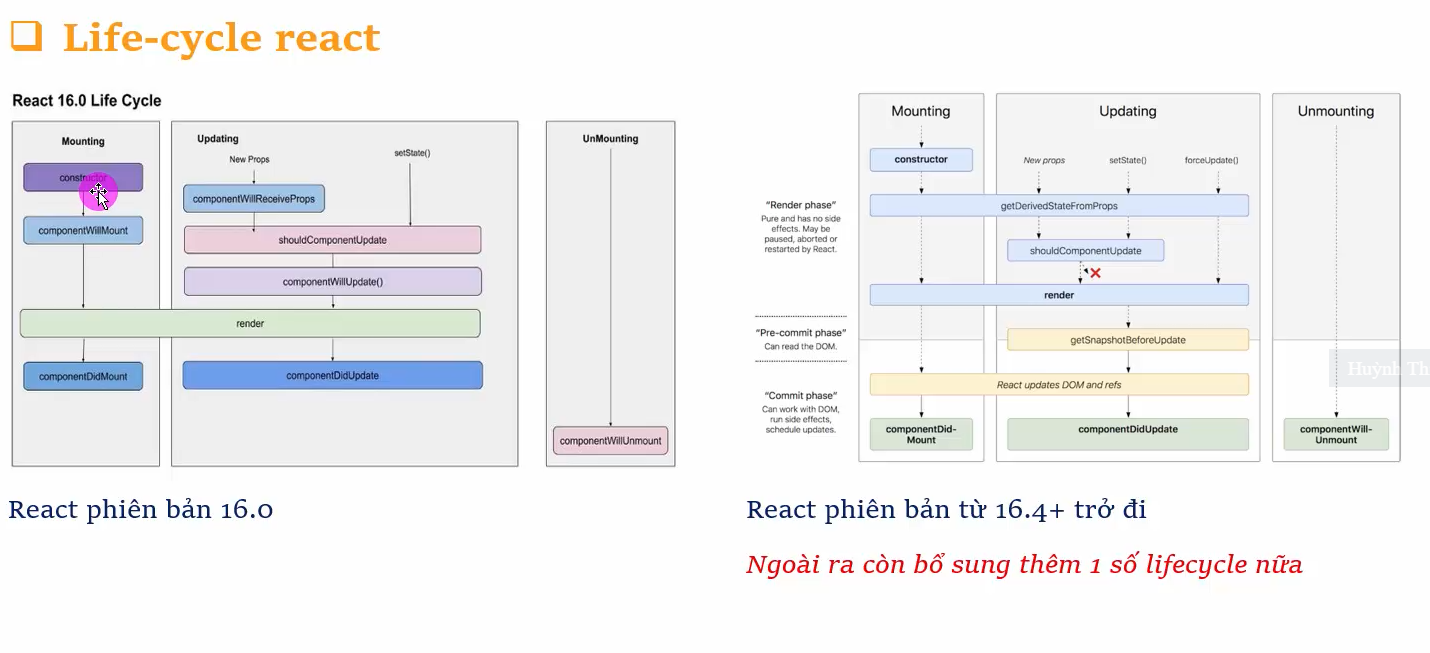 Life-cycle react
React 16.0 Life Cycle
Mounting
constructor
componentWillMount
componentDidMount
Updating
New Props
setState()
componentWillReceiveProps
shouldComponentUpdate
componentWillUpdate()
render
componentDidUpdate
UnMounting
componentWillUnmount
React phiên bản 16.0
"Render phase"
Pure and has no side
effects. May be
paused, aborted or
restarted by React.
"Pre-commit phase"
Can read the DOM.
"Commit phase"
Can work with DOM,
run side effects,
schedule updates.
Mounting
constructor
Updating
New props
setState()
forceUpdate()
getDerivedStateFromProps
shouldComponentUpdate
render
getSnapshotBeforeUpdate
React updates DOM and refs
componentDid-
Mount
componentDidUpdate
Unmounting
componentWill-
Unmount
Huỳnh
React phiên bản từ 16.4+ trở đi
Ngoài ra còn bổ sung thêm 1 số lifecycle nữa